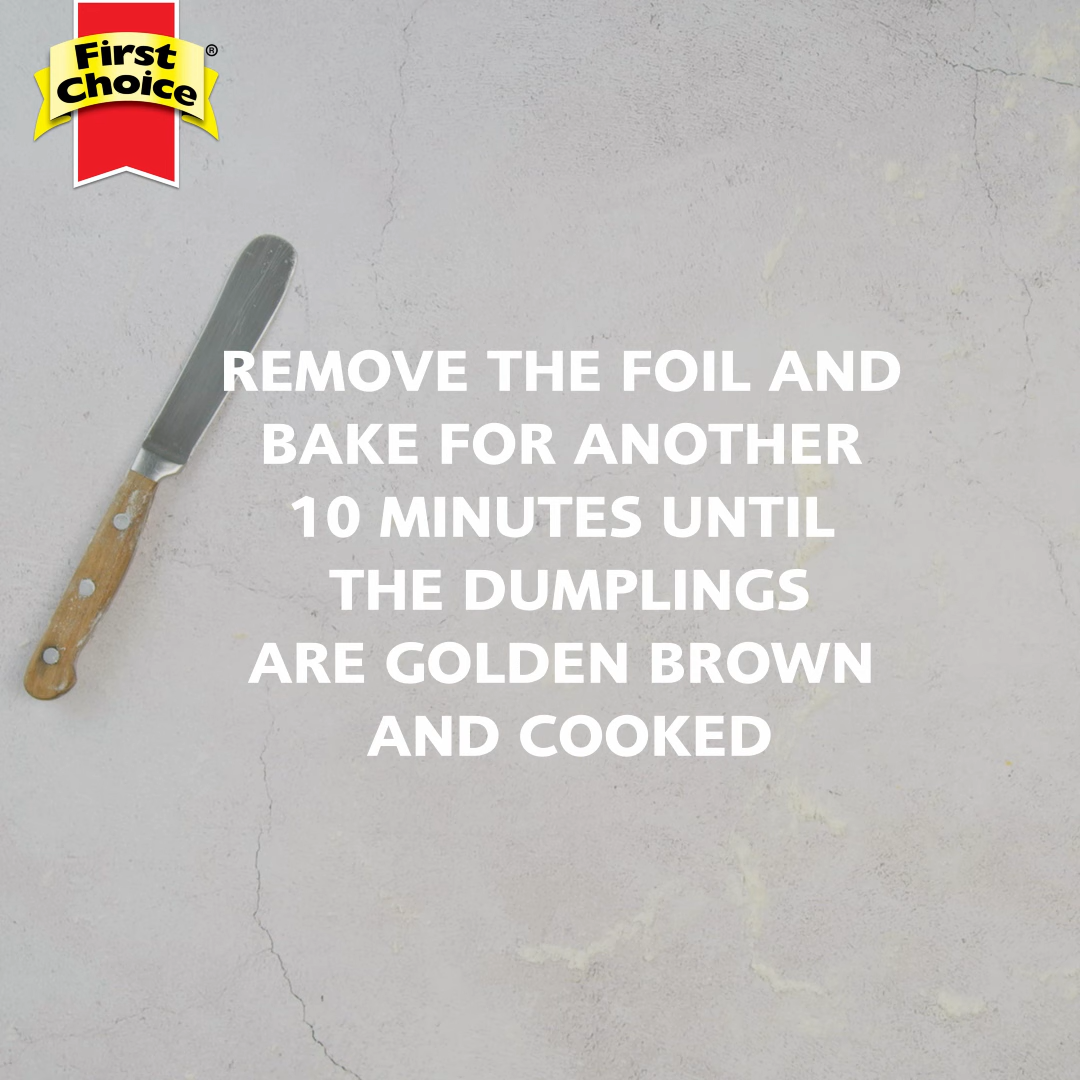 First
Choice
®
REMOVE THE FOIL AND
BAKE FOR ANOTHER
10 MINUTES UNTIL
THE DUMPLINGS
ARE GOLDEN BROWN
AND COOKED